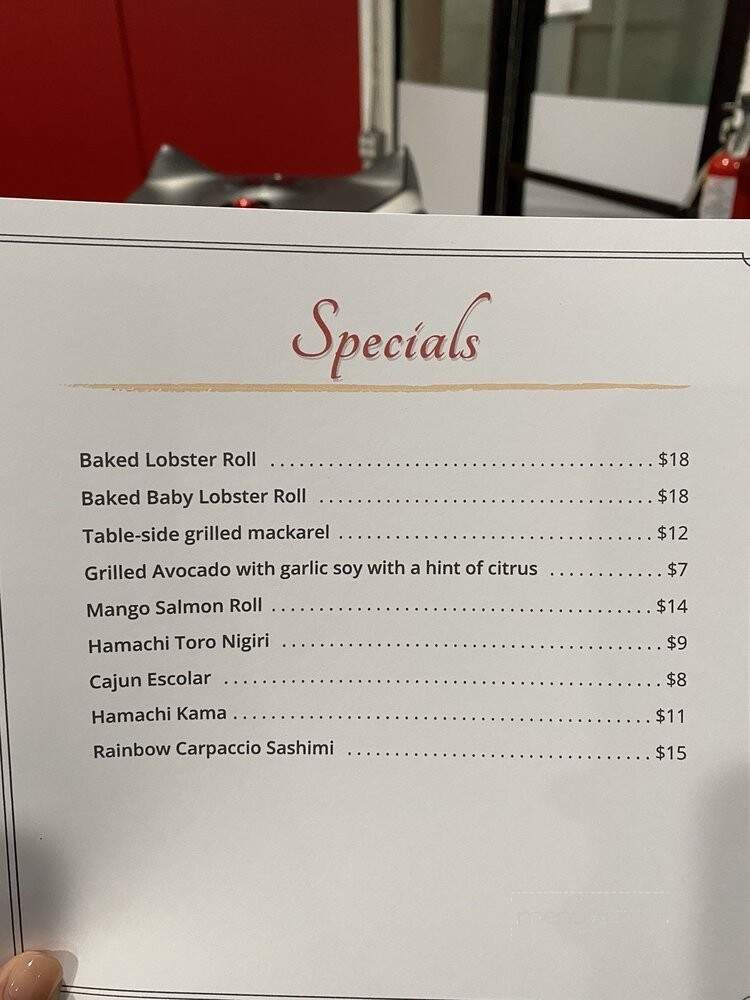 Specials
Baked Lobster Roll ........................................ $18
Baked Baby Lobster Roll ................................... $18
Table-side grilled mackarel ................................. $12
Grilled Avocado with garlic soy with a hint of citrus ............ $7
Mango Salmon Roll ........................................ $14
Hamachi Toro Nigiri ........................................ $9
Cajun Escolar .............................................. $8
Hamachi Kama ............................................ $11
Rainbow Carpaccio Sashimi ................................ $15